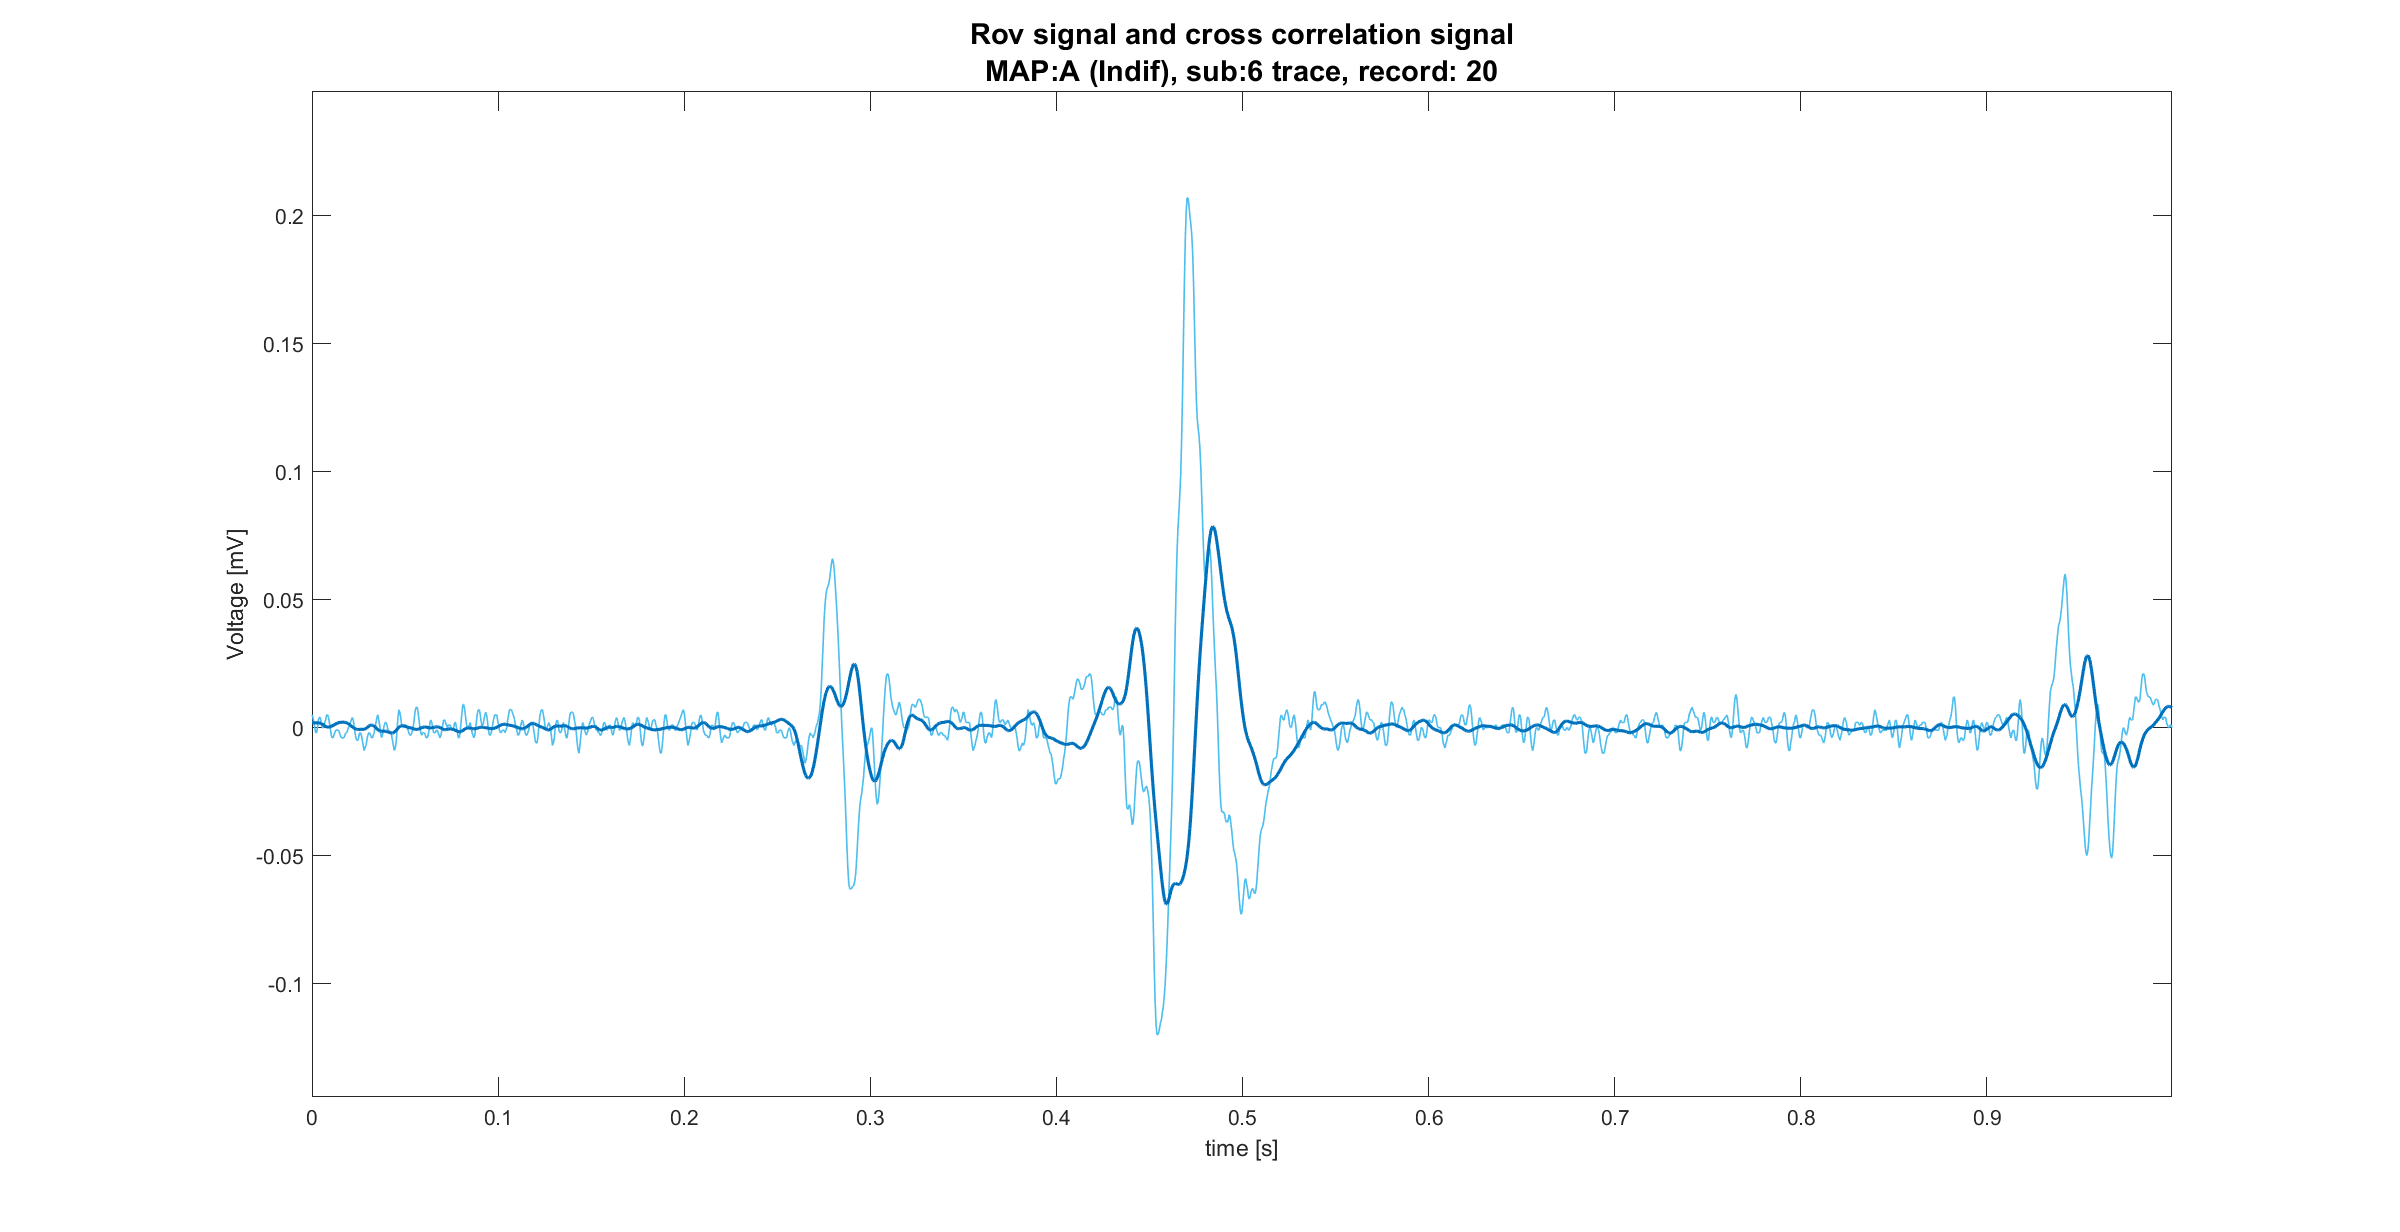 Rov signal and cross correlation signal
MAP:A (Indif), sub:6 trace, record: 20
Voltage [mV]
0.2
0.15
0.1
0.05
0
-0.05
-0.1
0 0.1 0.2 0.3 0.4 0.5 0.6 0.7 0.8 0.9
time [s]